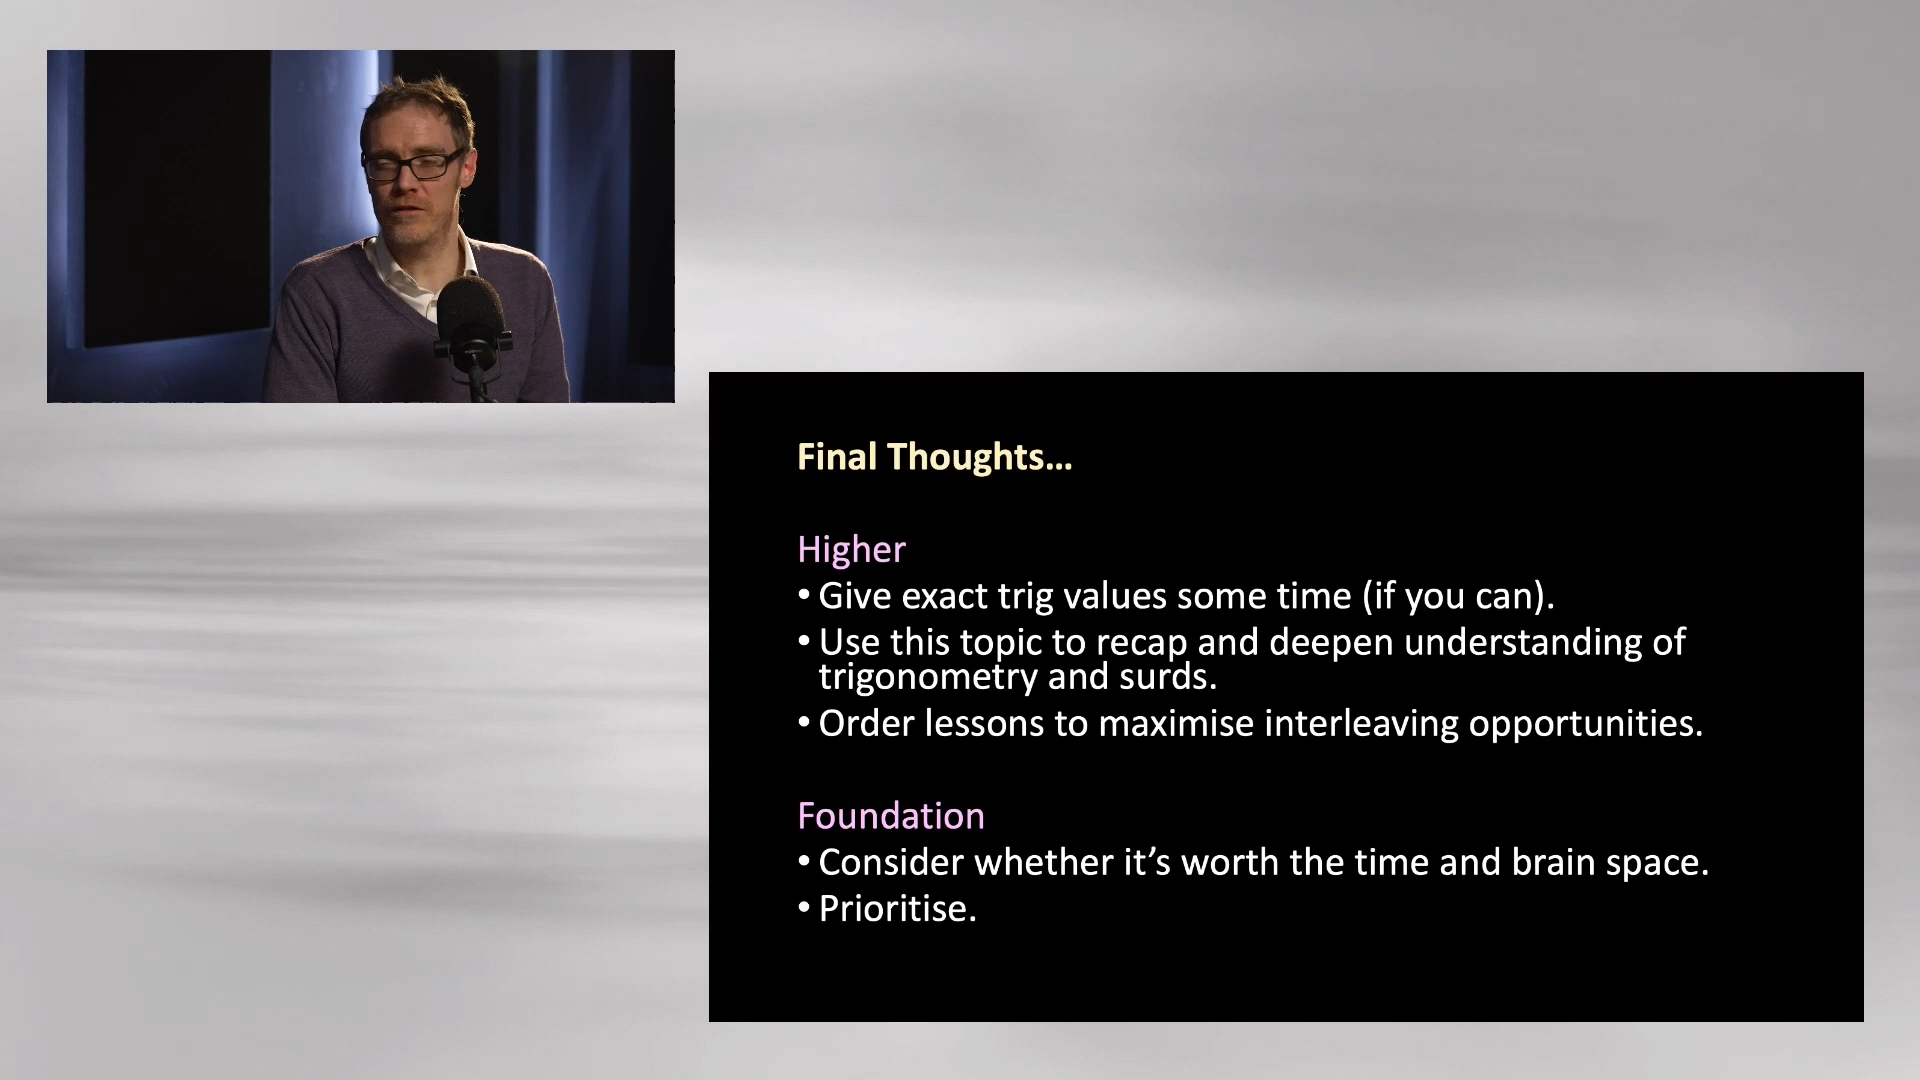 Final Thoughts...
Higher
• Give exact trig values some time (if you can).
• Use this topic to recap and deepen understanding of
trigonometry and surds.
• Order lessons to maximise interleaving opportunities.
Foundation
• Consider whether it’s worth the time and brain space.
• Prioritise.